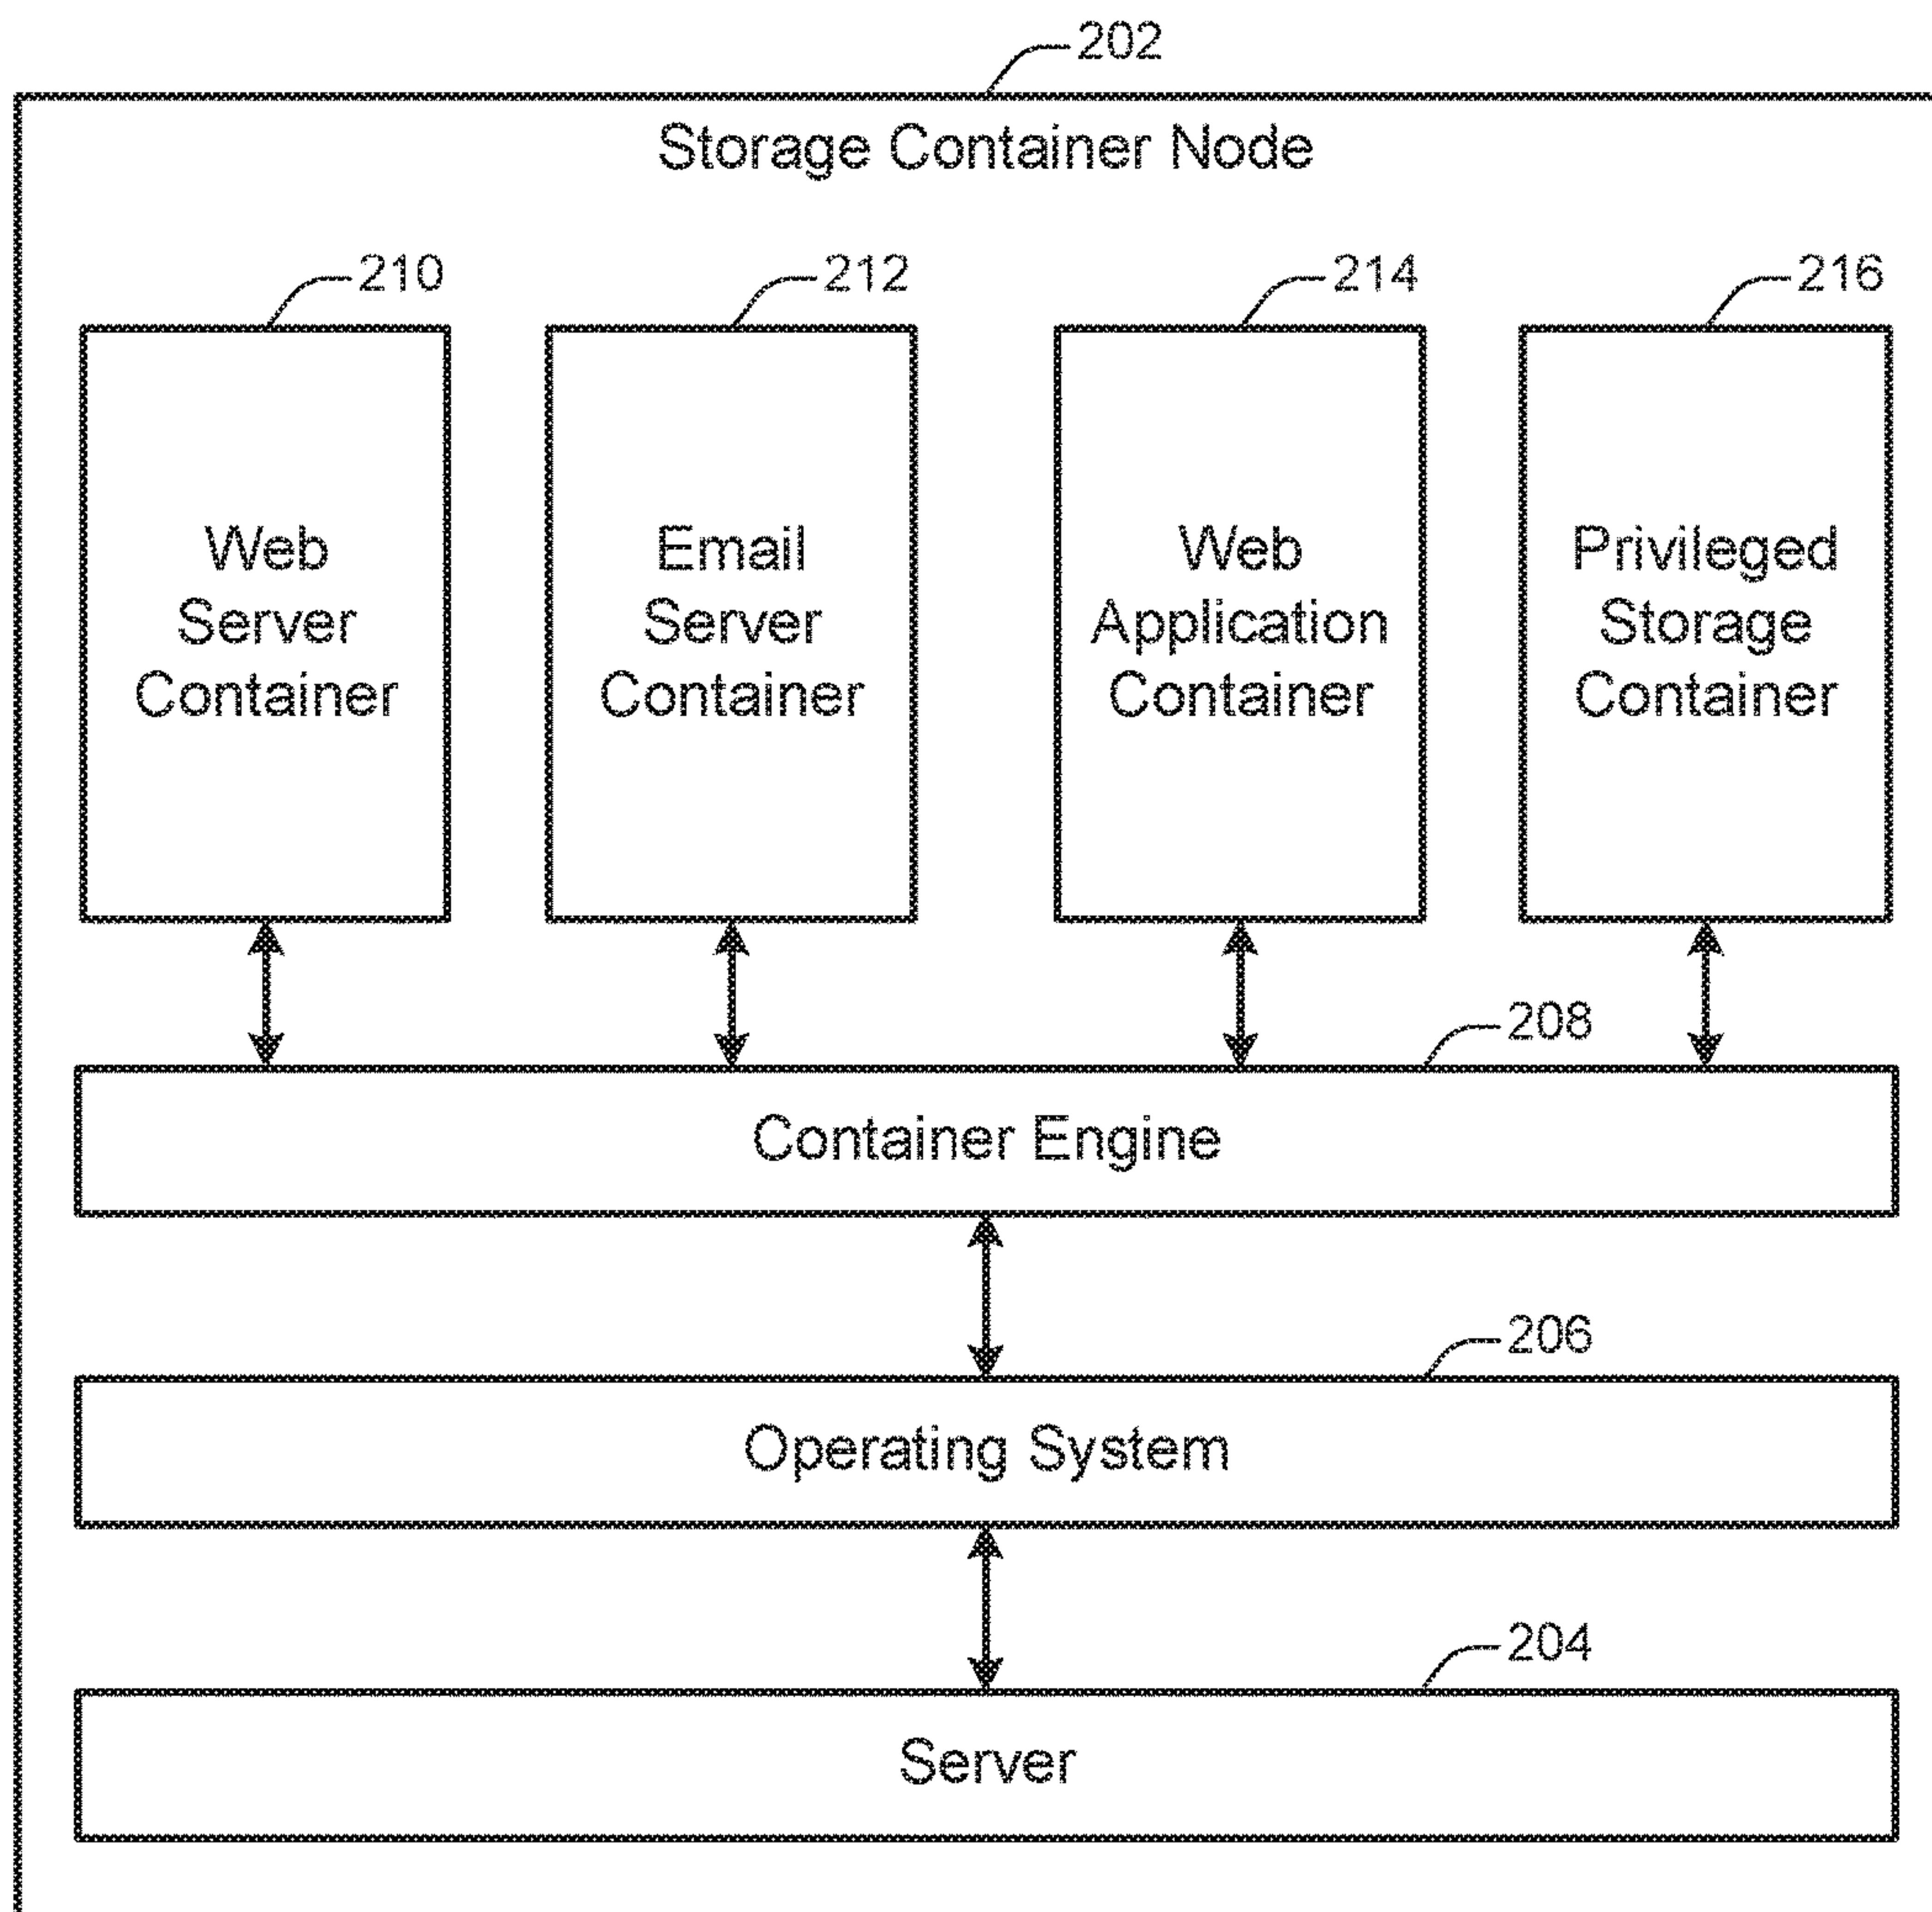 202
Storage Container Node
210
212
214
216
Web
Server
Container
Email
Server
Container
Web
Application
Container
Privileged
Storage
Container
208
Container Engine
206
Operating System
204
Server